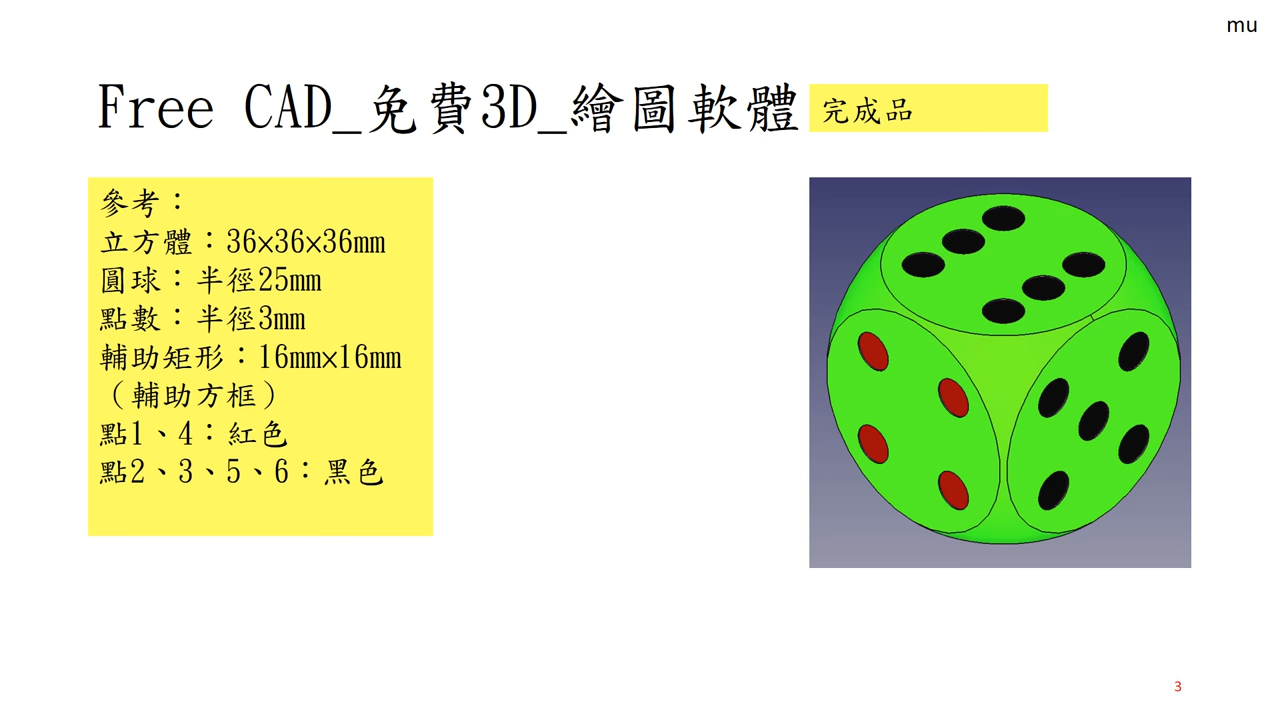 mu
Free CAD_免費3D_繪圖軟體
完成品
參考：
立方體：36×36×36mm
圓球：半徑25mm
點數：半徑3mm
輔助矩形：16mm×16mm
（輔助方框）
點1、4：紅色
點2、3、5、6：黑色
3